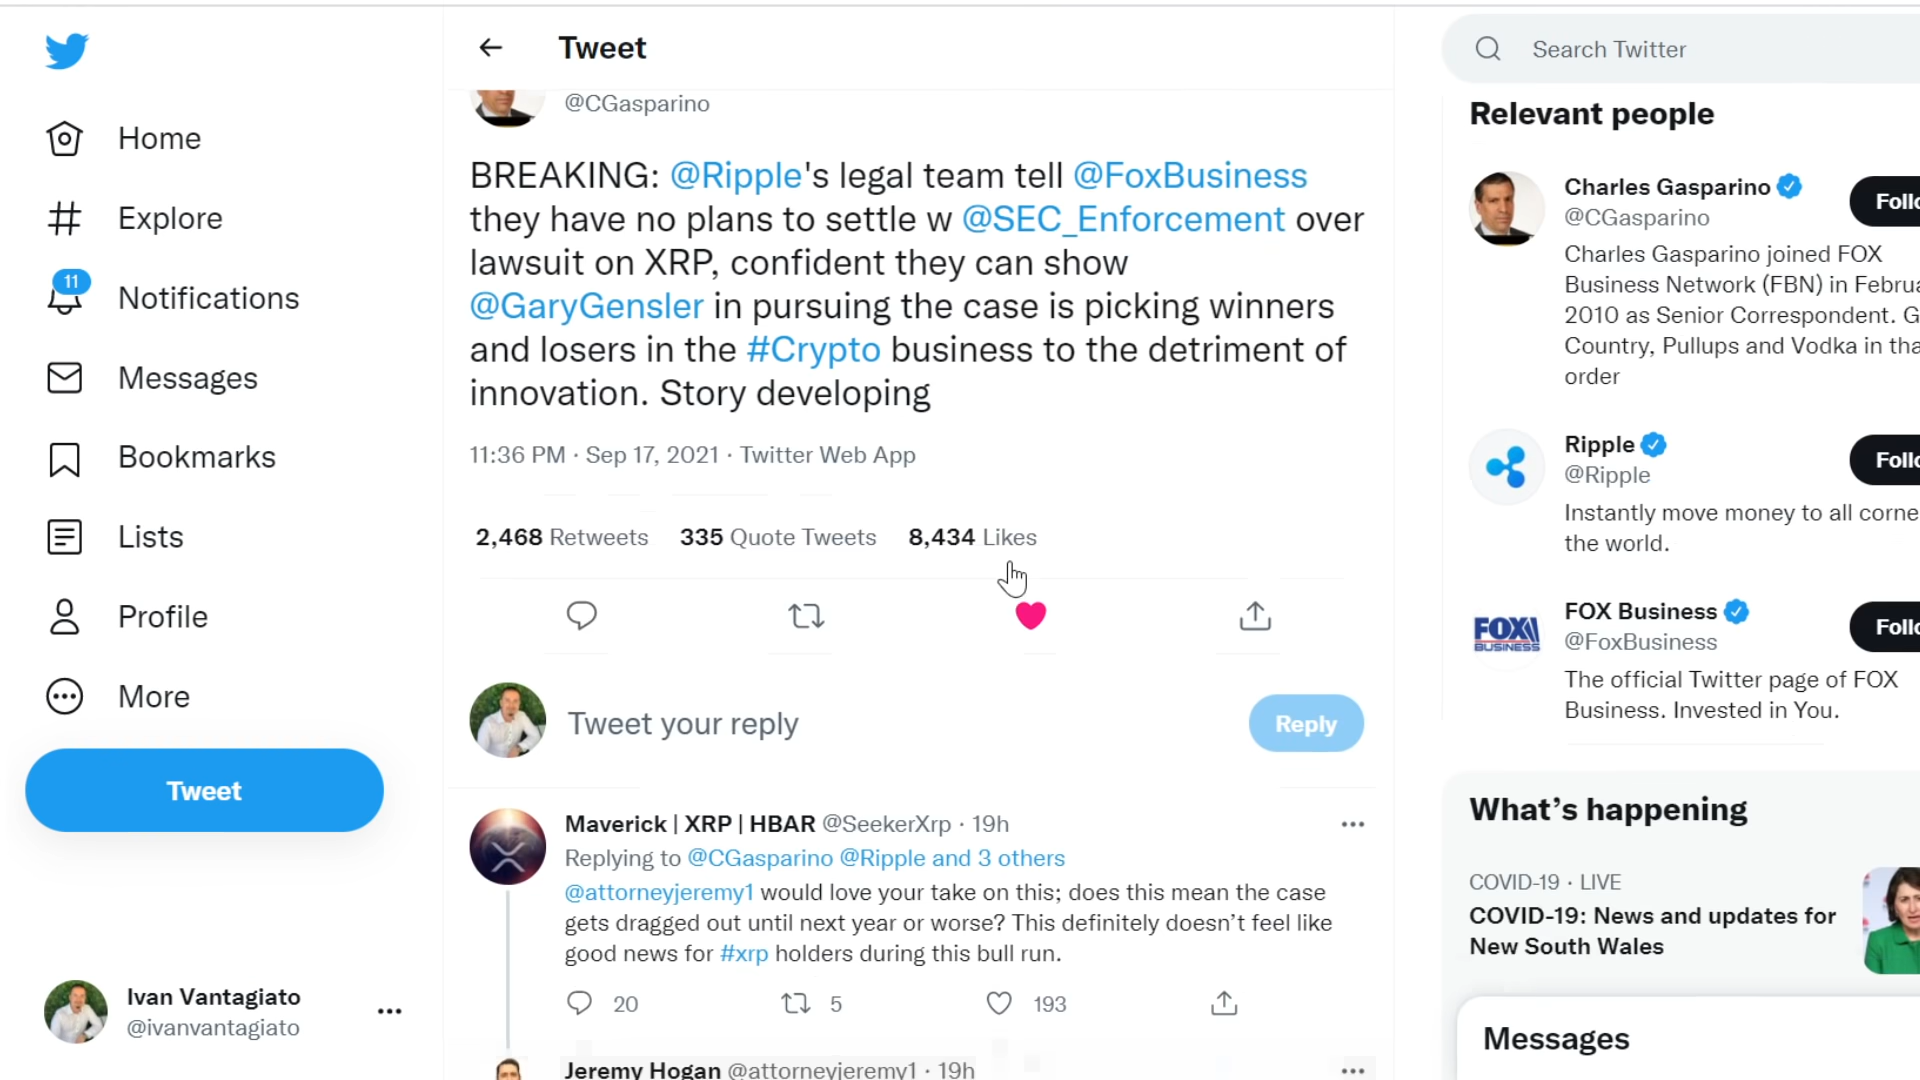 Tweet
Search Twitter
Home
Explore
11
Notifications
Messages
Bookmarks
Lists
Profile
More
Tweet
Ivan Vantagiato
@ivanvantagiato
@CGasparino
BREAKING: @Ripple's legal team tell @FoxBusiness
they have no plans to settle w @SEC_Enforcement over
lawsuit on XRP, confident they can show
@GaryGensler in pursuing the case is picking winners
and losers in the #Crypto business to the detriment of
innovation. Story developing
11:36 PM · Sep 17, 2021 · Twitter Web App
2,468 Retweets 335 Quote Tweets 8,434 Likes
Tweet your reply
Reply
Maverick | XRP | HBAR @SeekerXrp · 19h
Replying to @CGasparino @Ripple and 3 others
@attorneyjeremy1 would love your take on this; does this mean the case
gets dragged out until next year or worse? This definitely doesn't feel like
good news for #xrp holders during this bull run.
20 5 193
Jeremy Hogan @attorneyjeremy1 · 19h
Relevant people
Charles Gasparino
@CGasparino
Follo
Charles Gasparino joined FOX
Business Network (FBN) in Februa
2010 as Senior Correspondent. G
Country, Pullups and Vodka in tha
order
Ripple
@Ripple
Follo
Instantly move money to all corne
the world.
FOX BUSINESS
FOX Business
@FoxBusiness
Follo
The official Twitter page of FOX
Business. Invested in You.
What's happening
COVID-19 · LIVE
COVID-19: News and updates for
New South Wales
Messages